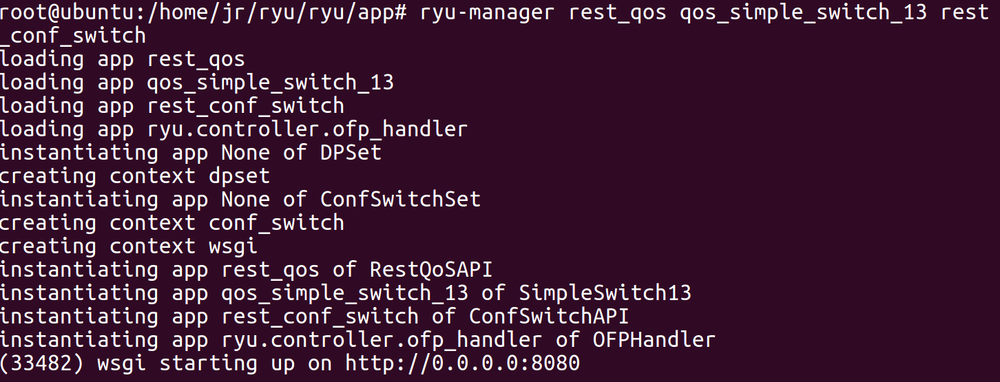 root@ubuntu:/home/jr/ryu/ryu/app# ryu-manager rest_qos qos_simple_switch_13 rest
_conf_switch
loading app rest_qos
loading app qos_simple_switch_13
loading app rest_conf_switch
loading app ryu.controller.ofp_handler
instantiating app None of DPSet
creating context dpset
instantiating app None of ConfSwitchSet
creating context conf_switch
creating context wsgi
instantiating app rest_qos of RestQoSAPI
instantiating app qos_simple_switch_13 of SimpleSwitch13
instantiating app rest_conf_switch of ConfSwitchAPI
instantiating app ryu.controller.ofp_handler of OFPHandler
(33482) wsgi starting up on http://0.0.0.0:8080